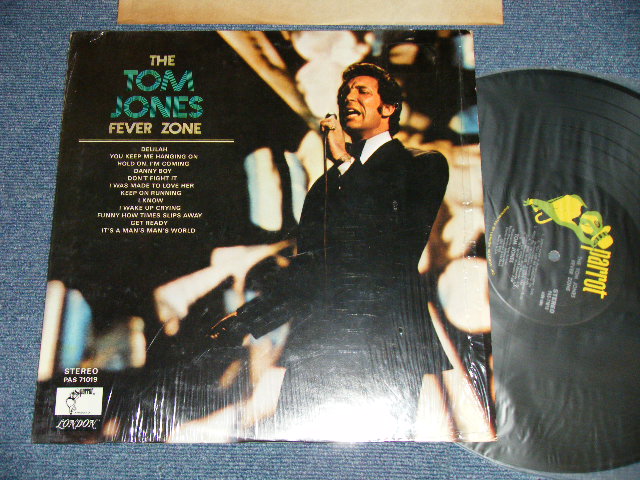 THE
TOM
JONES
FEVER ZONE
DELILAH
YOU KEEP ME HANGING ON
HOLD ON, I'M COMING
DANNY BOY
DON'T FIGHT IT
I WAS MADE TO LOVE HER
KEEP ON RUNNING
I KNOW
I WAKE UP CRYING
FUNNY HOW TIMES SLIPS AWAY
GET READY
IT'S A MAN'S MAN'S WORLD
STEREO
PAS 71019
LONDON
parrot
STEREO